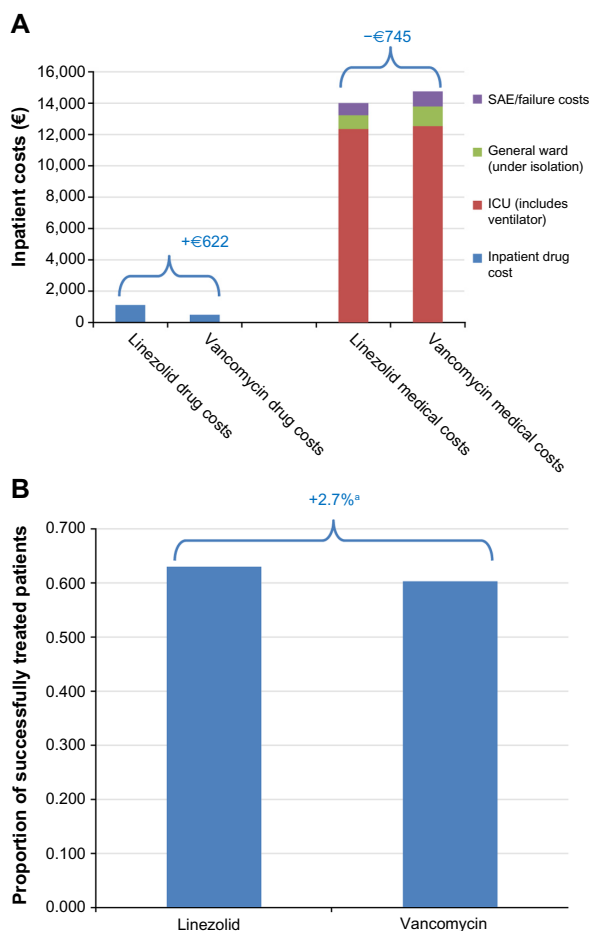 A
−€745
Inpatient costs (€)
16,000
14,000
12,000
10,000
8,000
6,000
4,000
2,000
0
+€622
SAE/failure costs
General ward
(under isolation)
ICU (includes
ventilator)
Inpatient drug
cost
Linezolid drug costs
Vancomycin drug costs
Linezolid medical costs
Vancomycin medical costs
B
+2.7%ᵃ
Proportion of successfully treated patients
0.700
0.600
0.500
0.400
0.300
0.200
0.100
0.000
Linezolid
Vancomycin